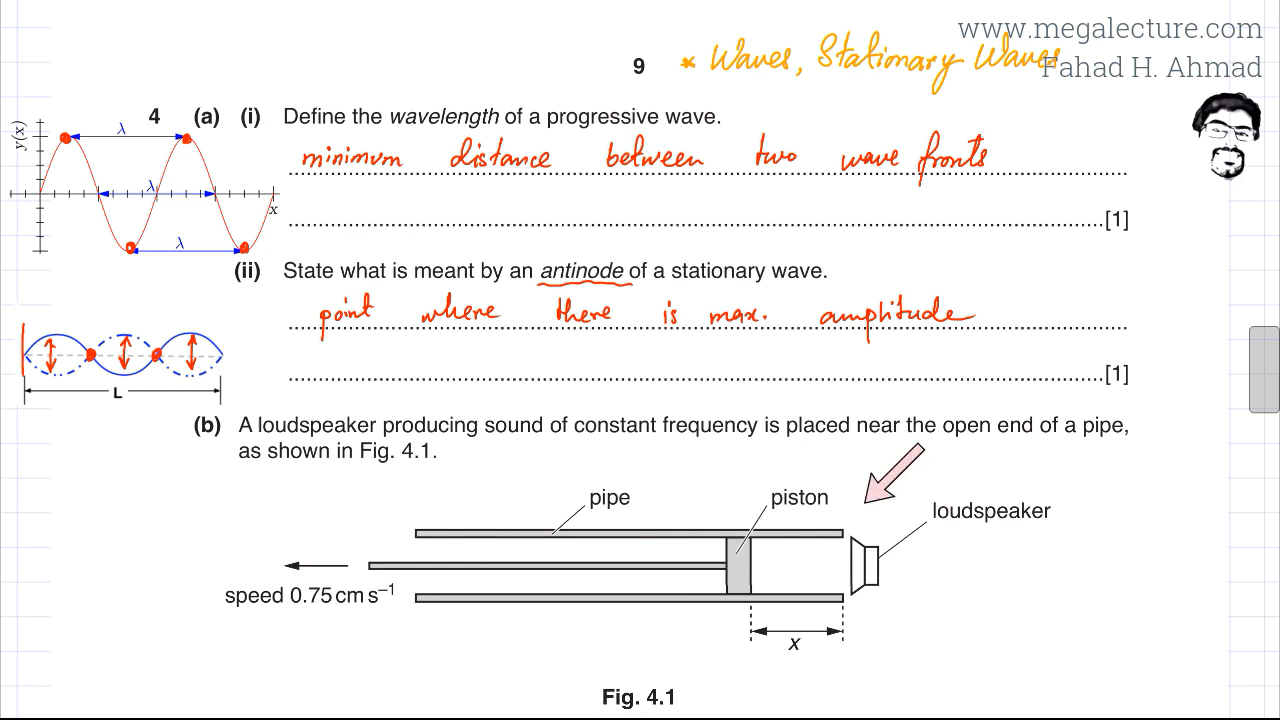 www.megalecture.com
9 * Waves, Stationary Waves
Fahad H. Ahmad
4 (a) (i) Define the wavelength of a progressive wave.
y(x)
λ
minimum distance between two wave fronts
λ
x
[1]
λ
(ii) State what is meant by an antinode of a stationary wave.
point where there is max. amplitude
[1]
L
(b) A loudspeaker producing sound of constant frequency is placed near the open end of a pipe,
as shown in Fig. 4.1.
pipe
piston
loudspeaker
speed 0.75 cm s⁻¹
x
Fig. 4.1